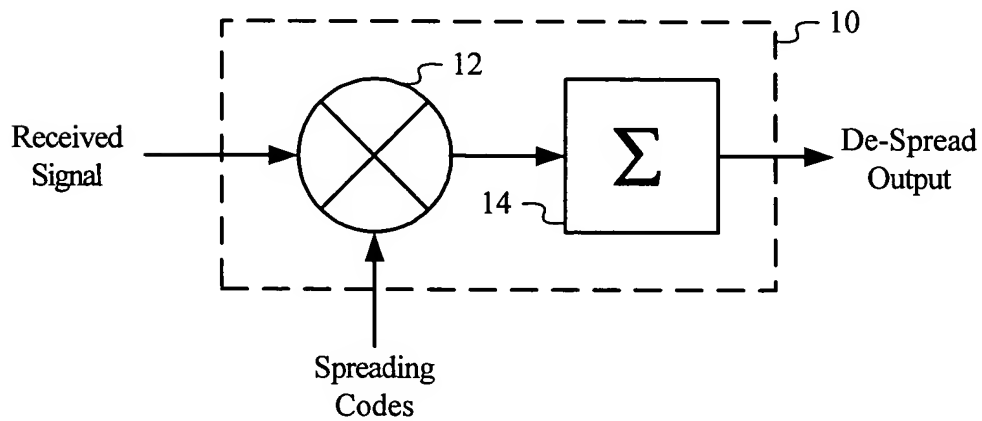 10
12
Received
Signal
Σ
De-Spread
Output
14
Spreading
Codes